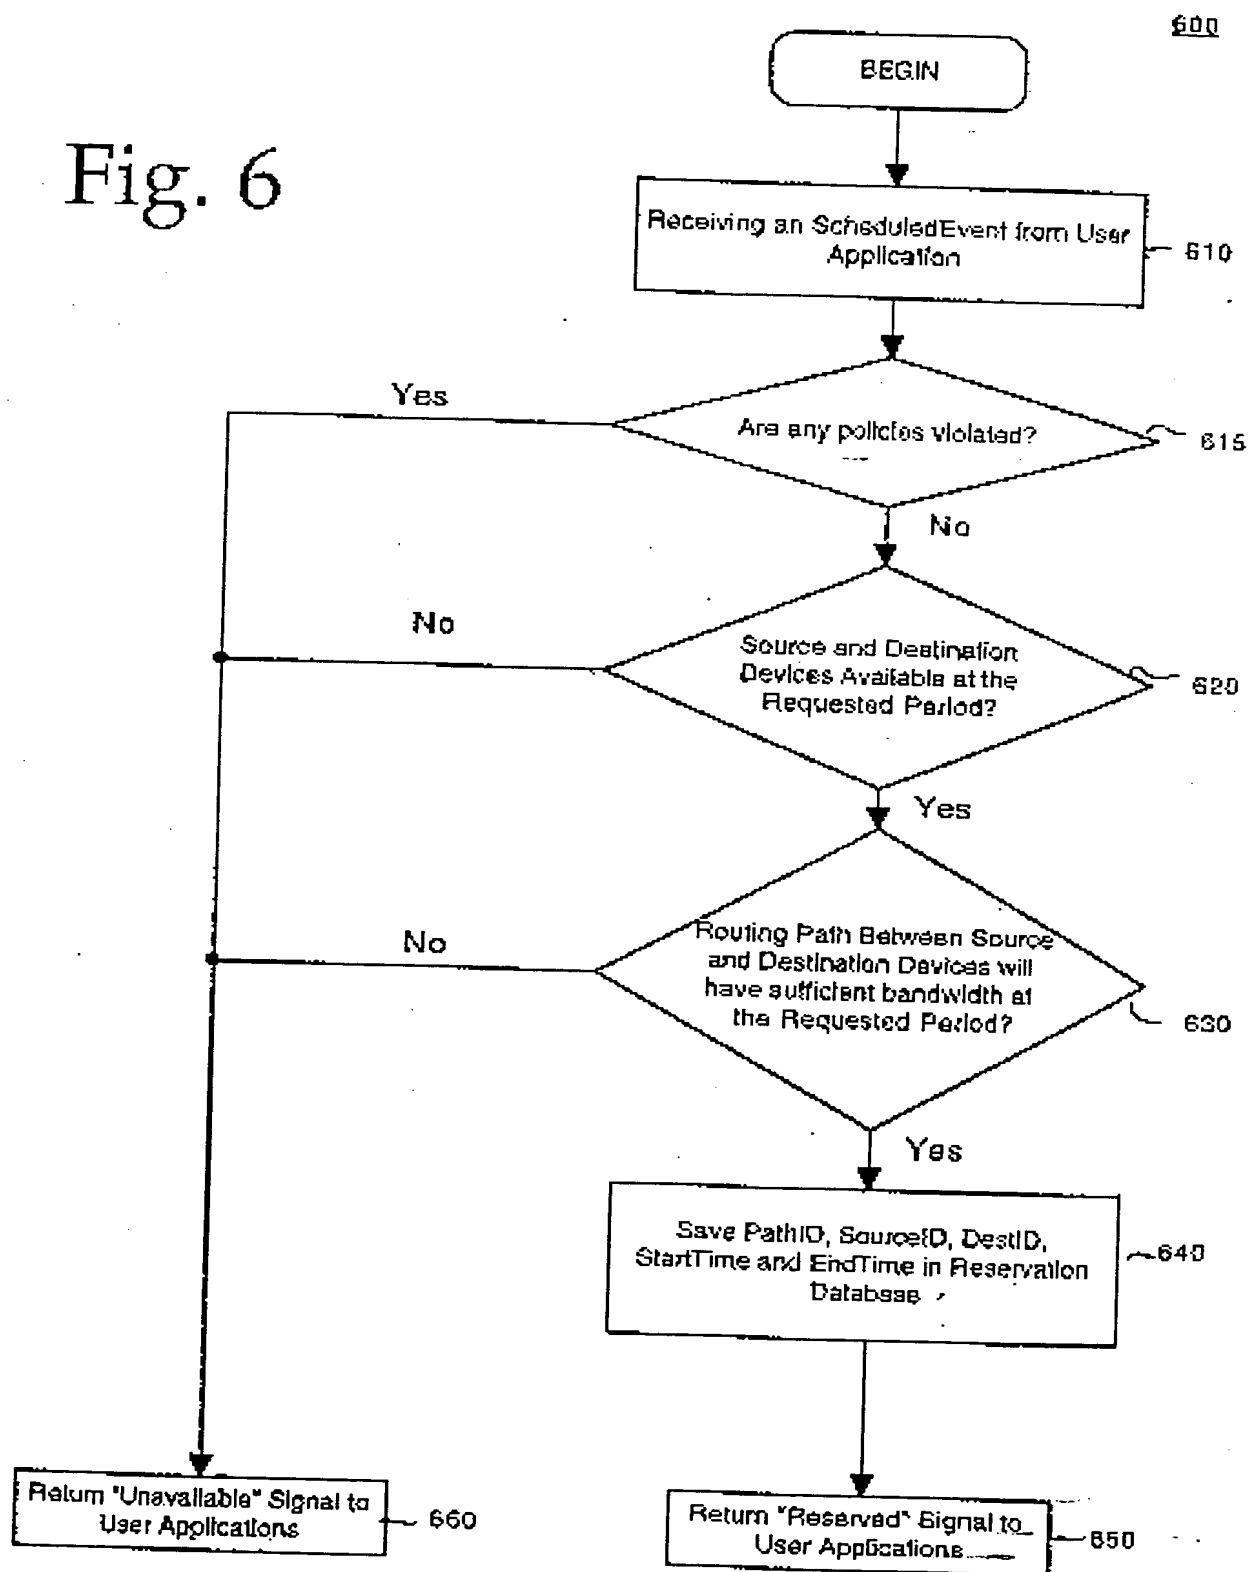 600
BEGIN
Fig. 6
Receiving an ScheduledEvent from User
Application
610
Yes
Are any policies violated?
615
No
No
Source and Destination
Devices Available at the
Requested Period?
620
Yes
No
Routing Path Between Source
and Destination Devices will
have sufficient bandwidth at
the Requested Period?
630
Yes
Save PathID, SourceID, DestID,
StartTime and EndTime in Reservation
Database
640
Return "Unavailable" Signal to
User Applications
660
Return "Reserved" Signal to
User Applications
650